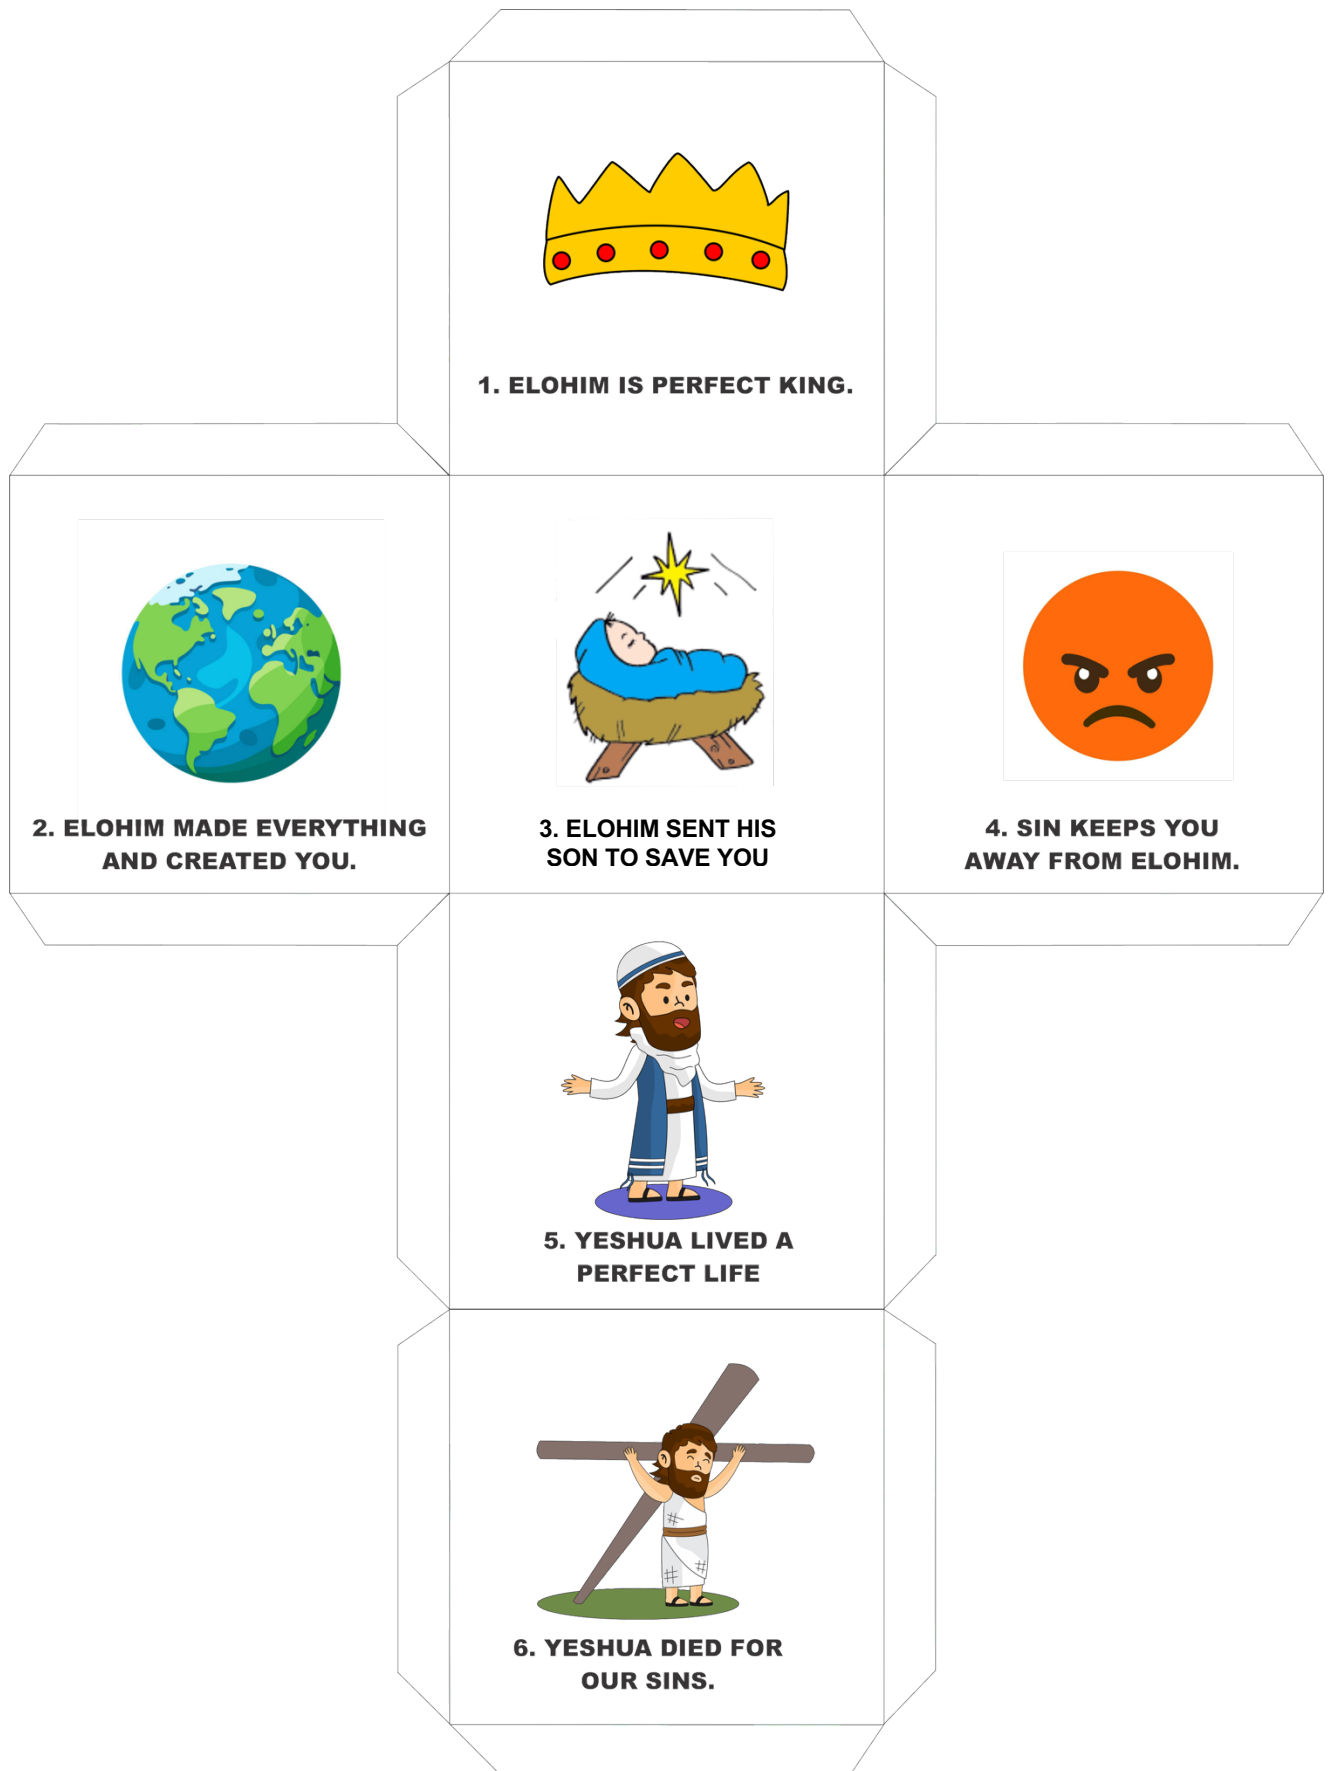 1. ELOHIM IS PERFECT KING.
2. ELOHIM MADE EVERYTHING
AND CREATED YOU.
3. ELOHIM SENT HIS
SON TO SAVE YOU
4. SIN KEEPS YOU
AWAY FROM ELOHIM.
5. YESHUA LIVED A
PERFECT LIFE
6. YESHUA DIED FOR
OUR SINS.